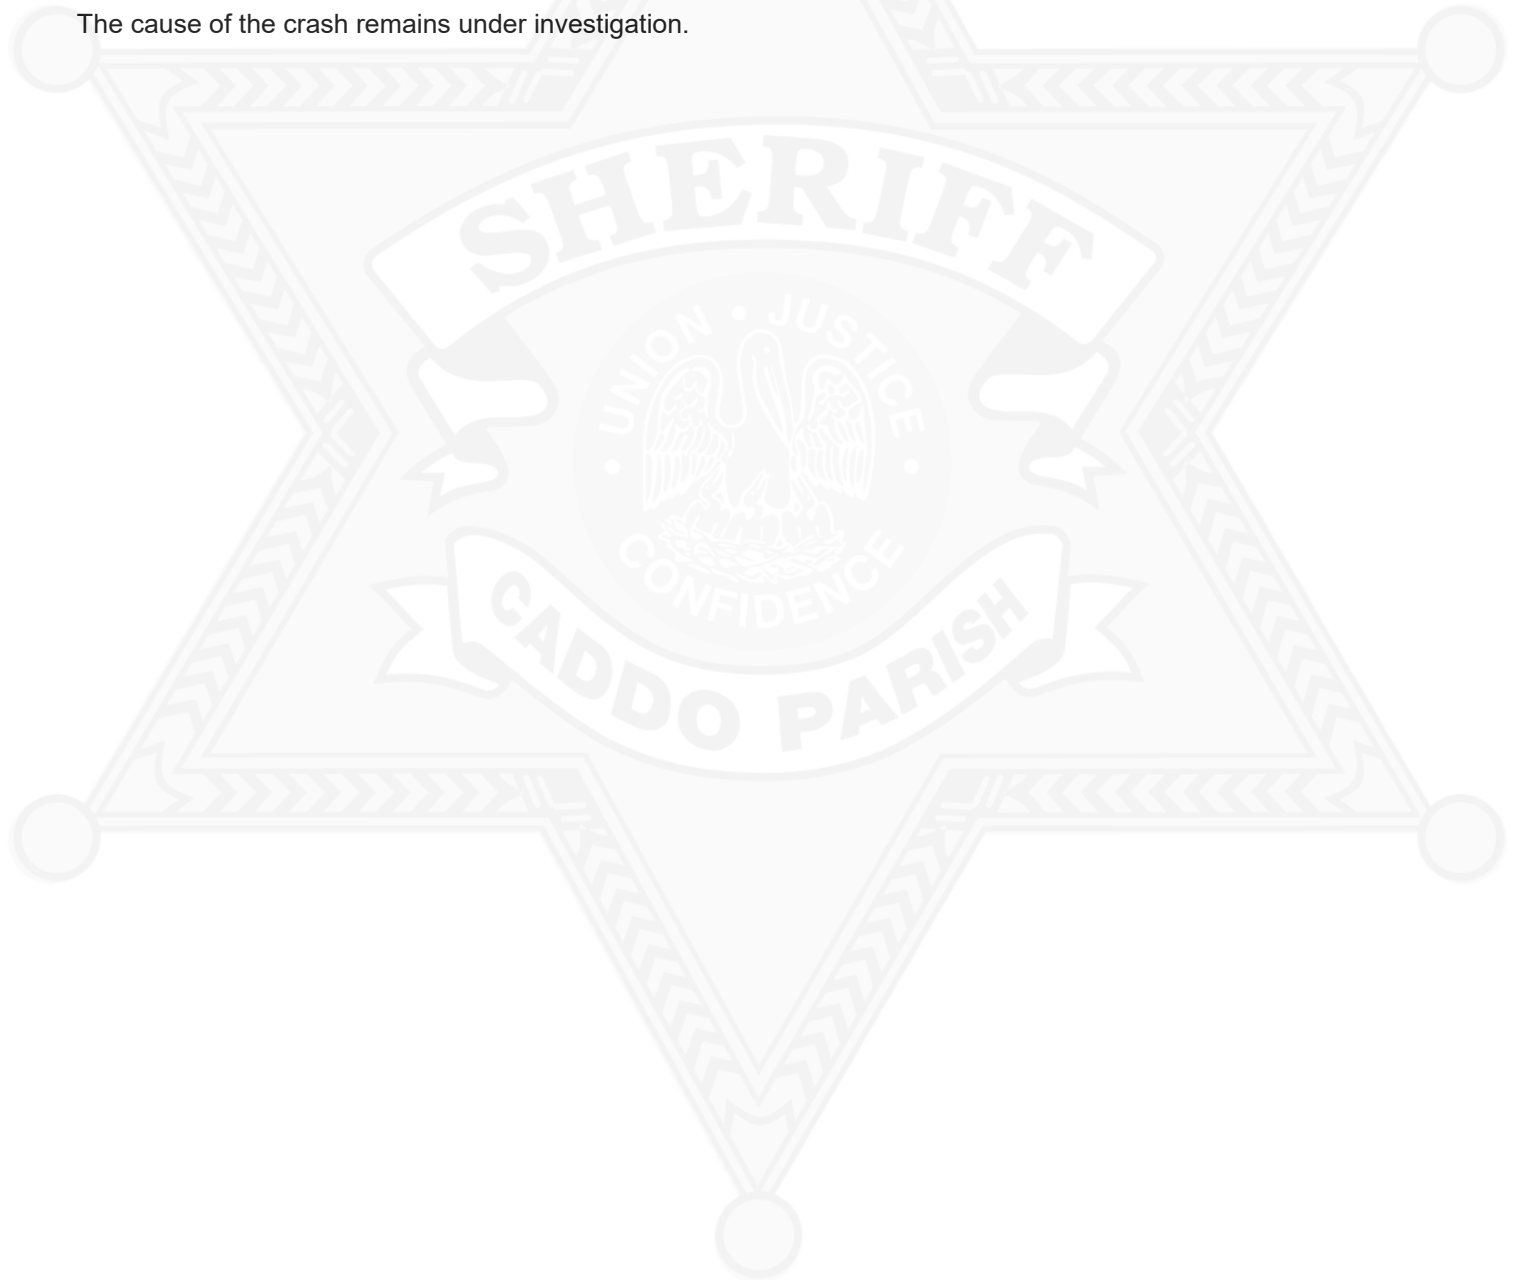 The cause of the crash remains under investigation.
SHERIFF
UNION • JUSTICE
CONFIDENCE
CADDO PARISH